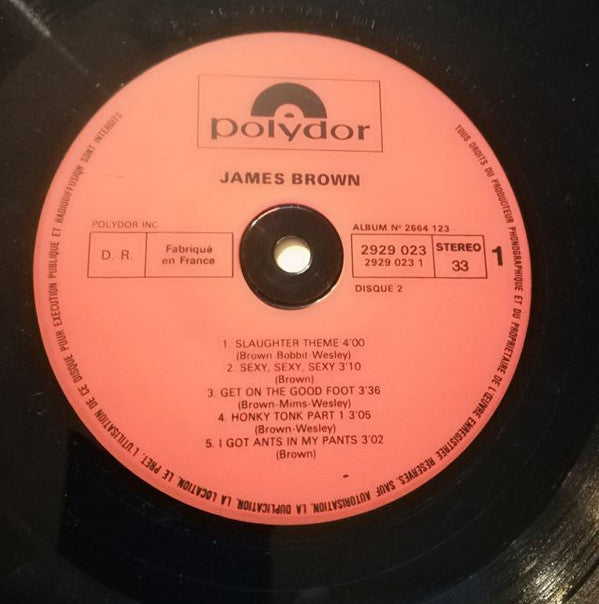 polydor
JAMES BROWN
POLYDOR INC
D. R.
Fabriqué
en France
ALBUM N° 2664 123
2929 023
2929 023 1
STEREO
33
1
DISQUE 2
1. SLAUGHTER THEME 4'00
(Brown Bobbit Wesley)
2. SEXY, SEXY, SEXY 3'10
(Brown)
3. GET ON THE GOOD FOOT 3'36
(Brown-Mims-Wesley)
4. HONKY TONK PART 1 3'05
(Brown-Wesley)
5. I GOT ANTS IN MY PANTS 3'02
(Brown)
TOUS DROITS DU PRODUCTEUR PHONOGRAPHIQUE ET DU PROPRIETAIRE DE L'ŒUVRE ENREGISTREE RESERVES. SAUF AUTORISATION, LA DUPLICATION, LA LOCATION, LE PRET, L'UTILISATION DE CE DISQUE POUR EXECUTION PUBLIQUE ET RADIODIFFUSION SONT INTERDITS